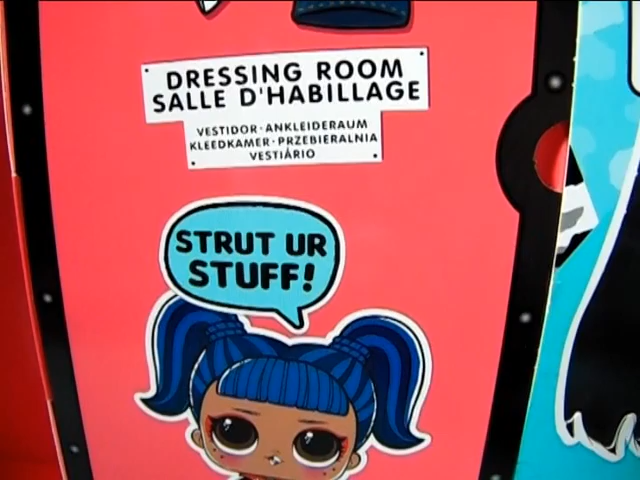 DRESSING ROOM
SALLE D'HABILLAGE
VESTIDOR · ANKLEIDERAUM
KLEEDKAMER · PRZEBIERALNIA
VESTIÁRIO
STRUT UR
STUFF!